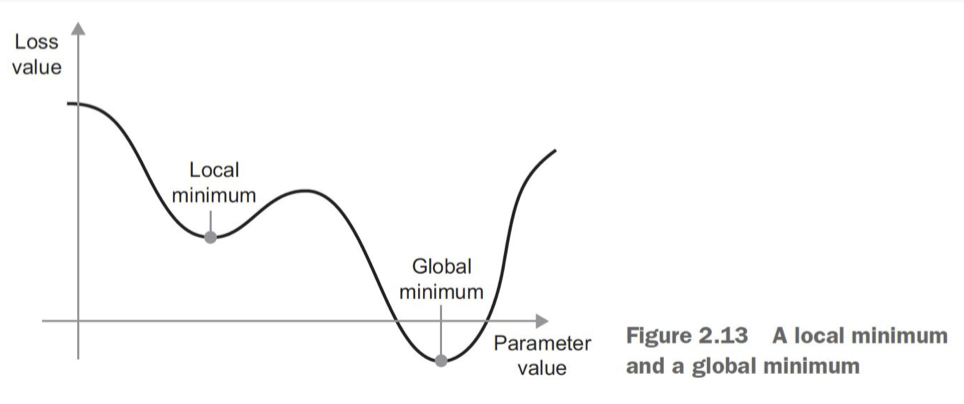 Loss
value
Local
minimum
Global
minimum
Parameter
value
Figure 2.13 A local minimum
and a global minimum